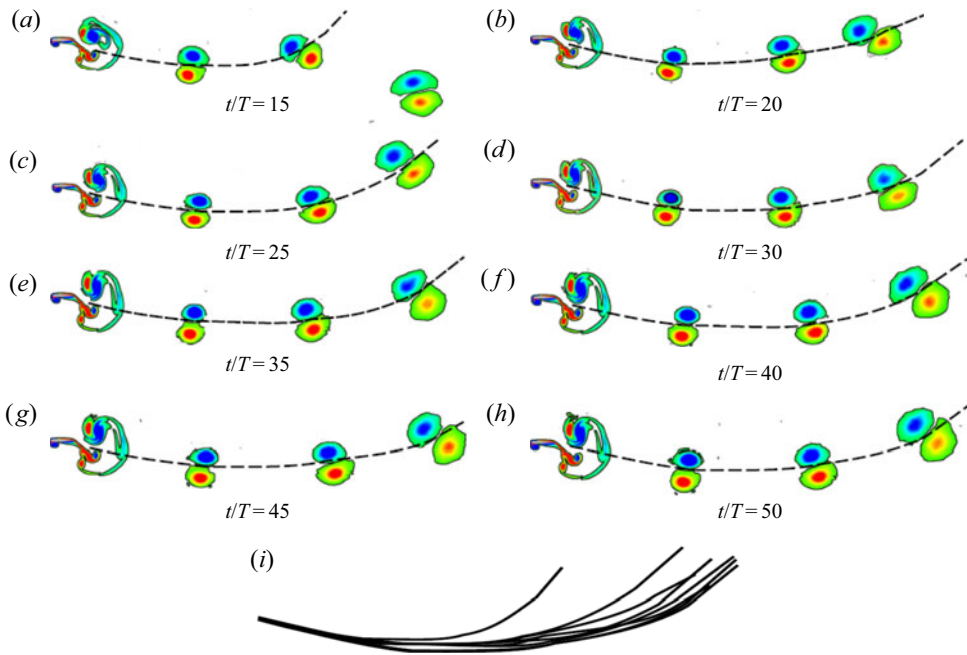 (a)
t/T = 15
(b)
t/T = 20
(c)
t/T = 25
(d)
t/T = 30
(e)
t/T = 35
(f)
t/T = 40
(g)
t/T = 45
(h)
t/T = 50
(i)